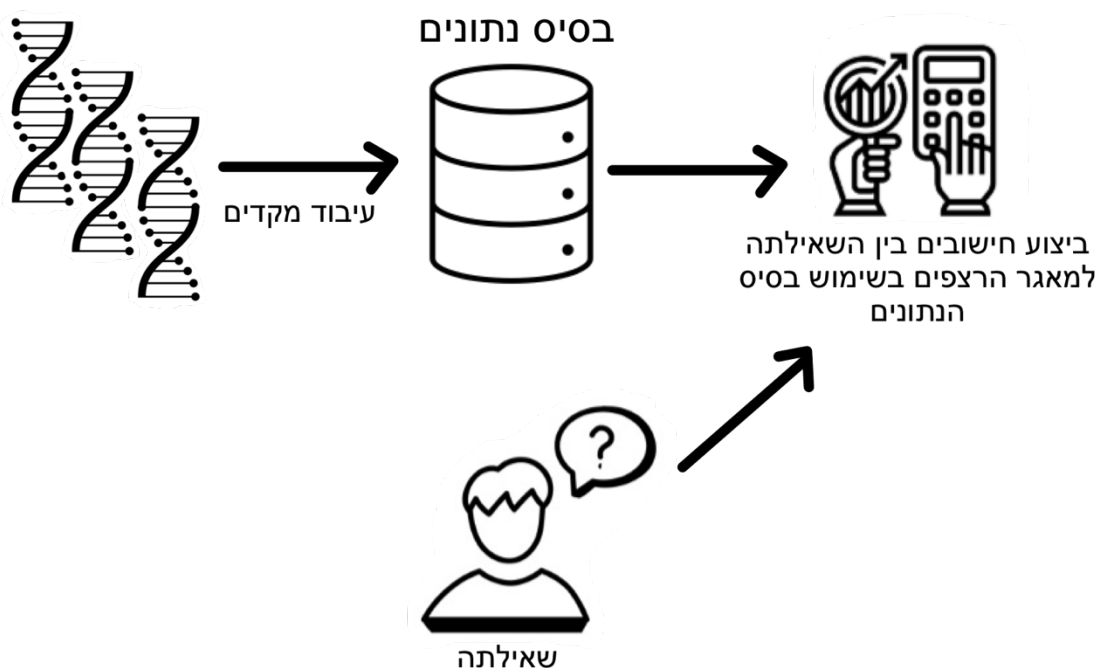 בסיס נתונים
עיבוד מקדים
ביצוע חישובים בין השאילתה
למאגר הרצפים בשימוש בסיס
הנתונים
?
שאילתה